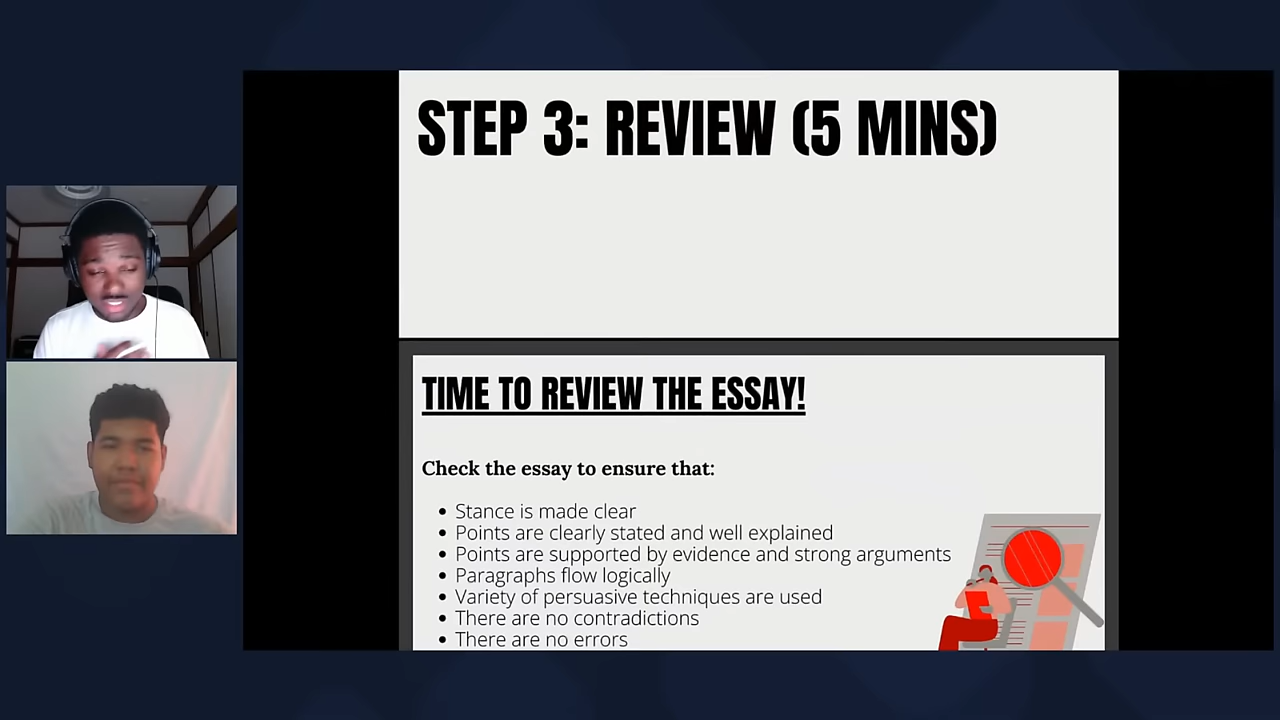 STEP 3: REVIEW (5 MINS)
TIME TO REVIEW THE ESSAY!
Check the essay to ensure that:
• Stance is made clear
• Points are clearly stated and well explained
• Points are supported by evidence and strong arguments
• Paragraphs flow logically
• Variety of persuasive techniques are used
• There are no contradictions
• There are no errors